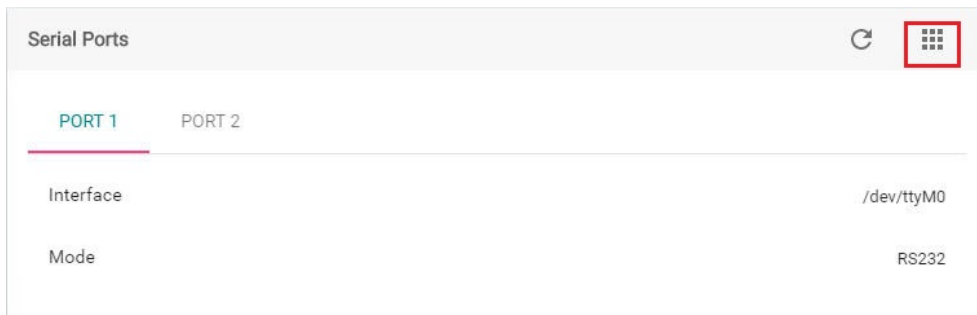 Serial Ports
PORT 1 PORT 2
Interface /dev/ttyM0
Mode RS232